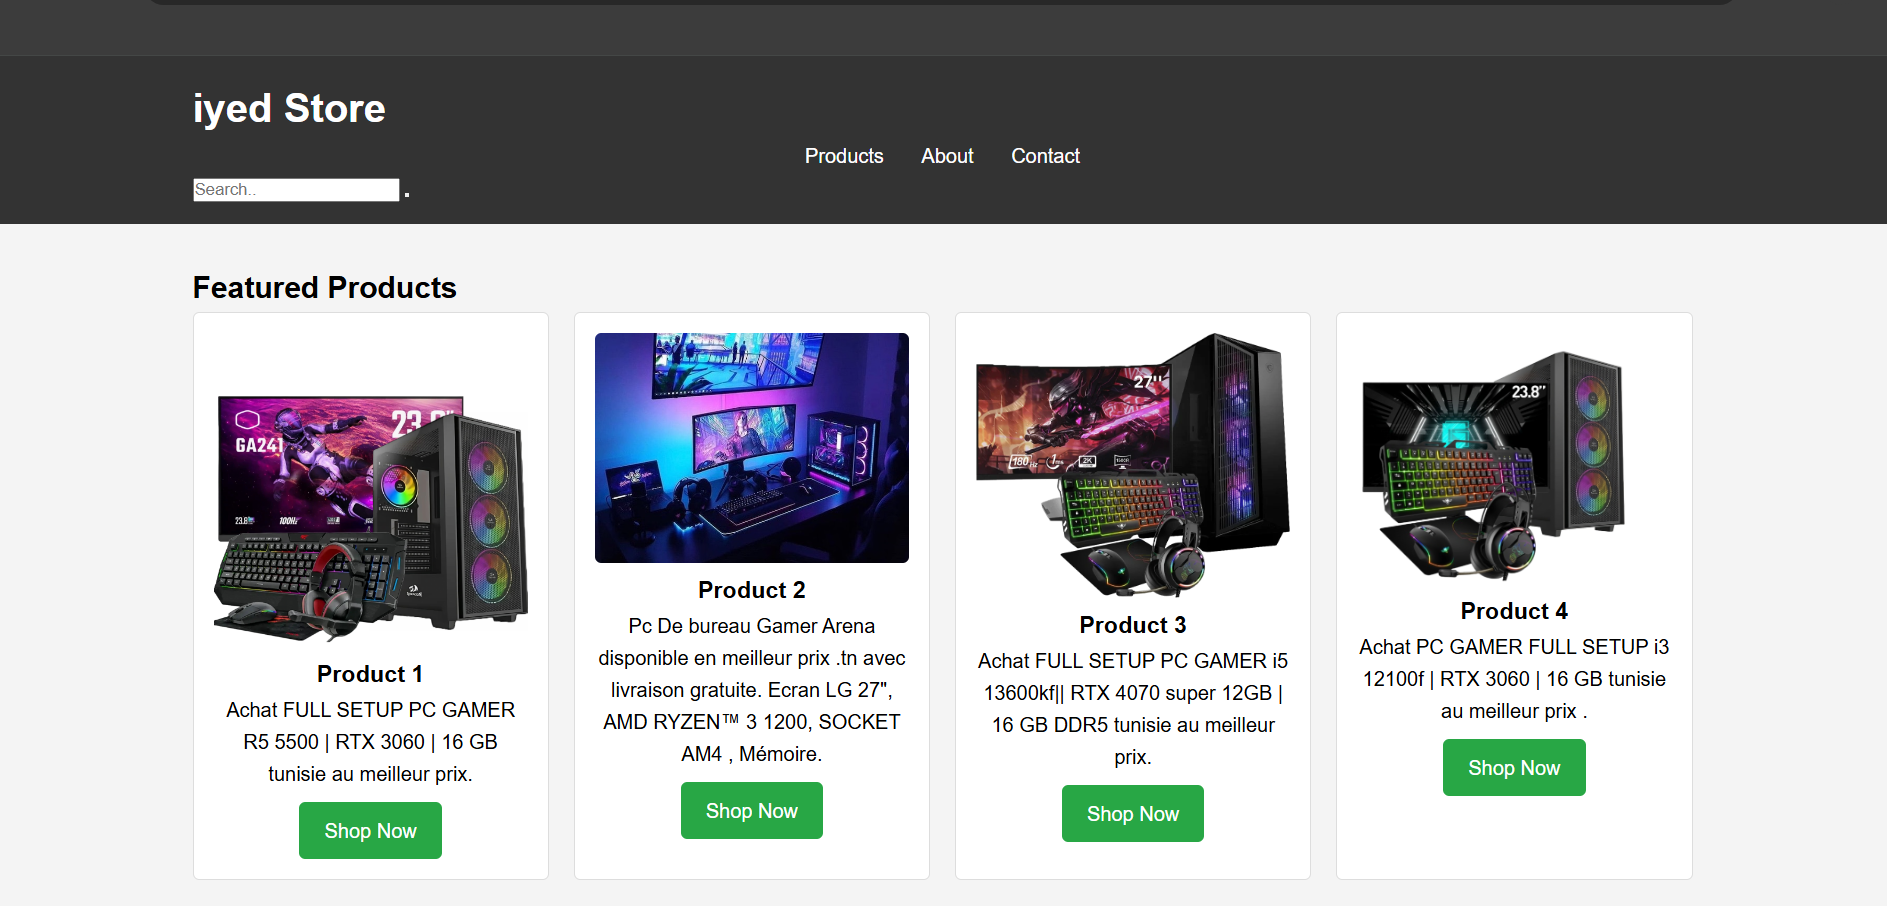 iyed Store
Products About Contact
Search..
Featured Products
GA241
23.8"
100Hz
Product 1
Achat FULL SETUP PC GAMER
R5 5500 | RTX 3060 | 16 GB
tunisie au meilleur prix.
Shop Now
Product 2
Pc De bureau Gamer Arena
disponible en meilleur prix .tn avec
livraison gratuite. Ecran LG 27",
AMD RYZEN™ 3 1200, SOCKET
AM4 , Mémoire.
Shop Now
27''
180 Hz 1ms 2K 1500R
Product 3
Achat FULL SETUP PC GAMER i5
13600kf|| RTX 4070 super 12GB |
16 GB DDR5 tunisie au meilleur
prix.
Shop Now
23.8"
Product 4
Achat PC GAMER FULL SETUP i3
12100f | RTX 3060 | 16 GB tunisie
au meilleur prix .
Shop Now